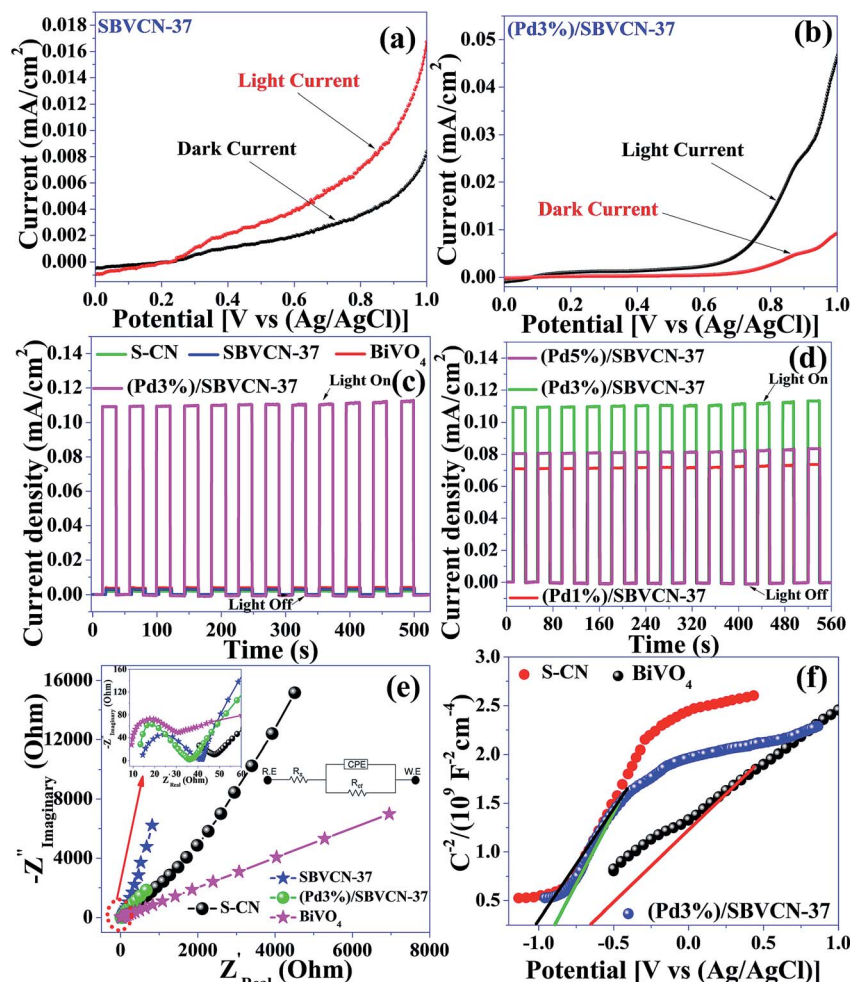 SBVCN-37
(a)
0.018
0.016
0.014
0.012
0.010
0.008
0.006
0.004
0.002
0.000
Current (mA/cm²)
Light Current
Dark Current
0.0 0.2 0.4 0.6 0.8 1.0
Potential [V vs (Ag/AgCl)]
(Pd3%)/SBVCN-37
(b)
0.05
0.04
0.03
0.02
0.01
0.00
Current (mA/cm²)
Light Current
Dark Current
0.0 0.2 0.4 0.6 0.8 1.0
Potential [V vs (Ag/AgCl)]
S-CN SBVCN-37 BiVO₄
(Pd3%)/SBVCN-37
Light On
(c)
0.14
0.12
0.10
0.08
0.06
0.04
0.02
0.00
Current density (mA/cm²)
Light Off
0 100 200 300 400 500
Time (s)
(Pd5%)/SBVCN-37
(Pd3%)/SBVCN-37
Light On
(d)
0.14
0.12
0.10
0.08
0.06
0.04
0.02
0.00
Current density (mA/cm²)
(Pd1%)/SBVCN-37
Light Off
0 80 160 240 320 400 480 560
Time (s)
(e)
16000
12000
8000
4000
0
-Z''Imaginary (Ohm)
160
120
80
40
0
-Z''Imaginary (Ohm)
10 20 30 40 50 60
Z'Real (Ohm)
R.E
Rs
CPE
Rct
W.E
SBVCN-37
(Pd3%)/SBVCN-37
S-CN
BiVO₄
0 2000 4000 6000 8000
Z'Real (Ohm)
S-CN
BiVO₄
(f)
3.0
2.5
2.0
1.5
1.0
0.5
C⁻²/(10⁹ F⁻² cm⁻⁴)
(Pd3%)/SBVCN-37
-1.0 -0.5 0.0 0.5 1.0
Potential [V vs (Ag/AgCl)]